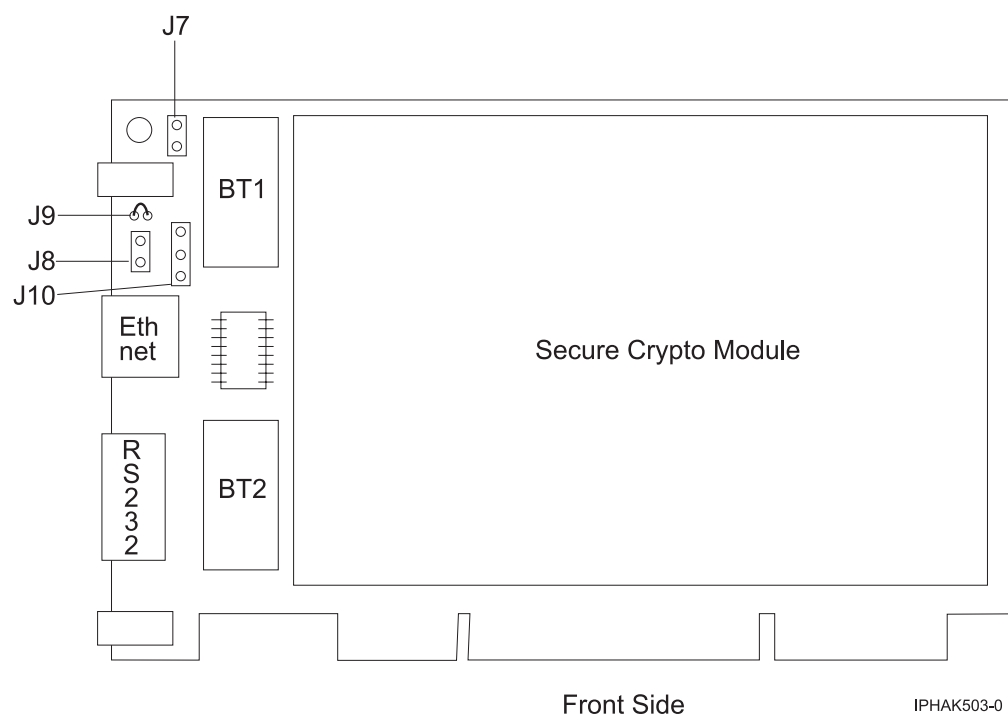 J7
BT1
J9
J8
J10
Eth
net
Secure Crypto Module
R
S
2
3
2
BT2
Front Side
IPHAK503-0